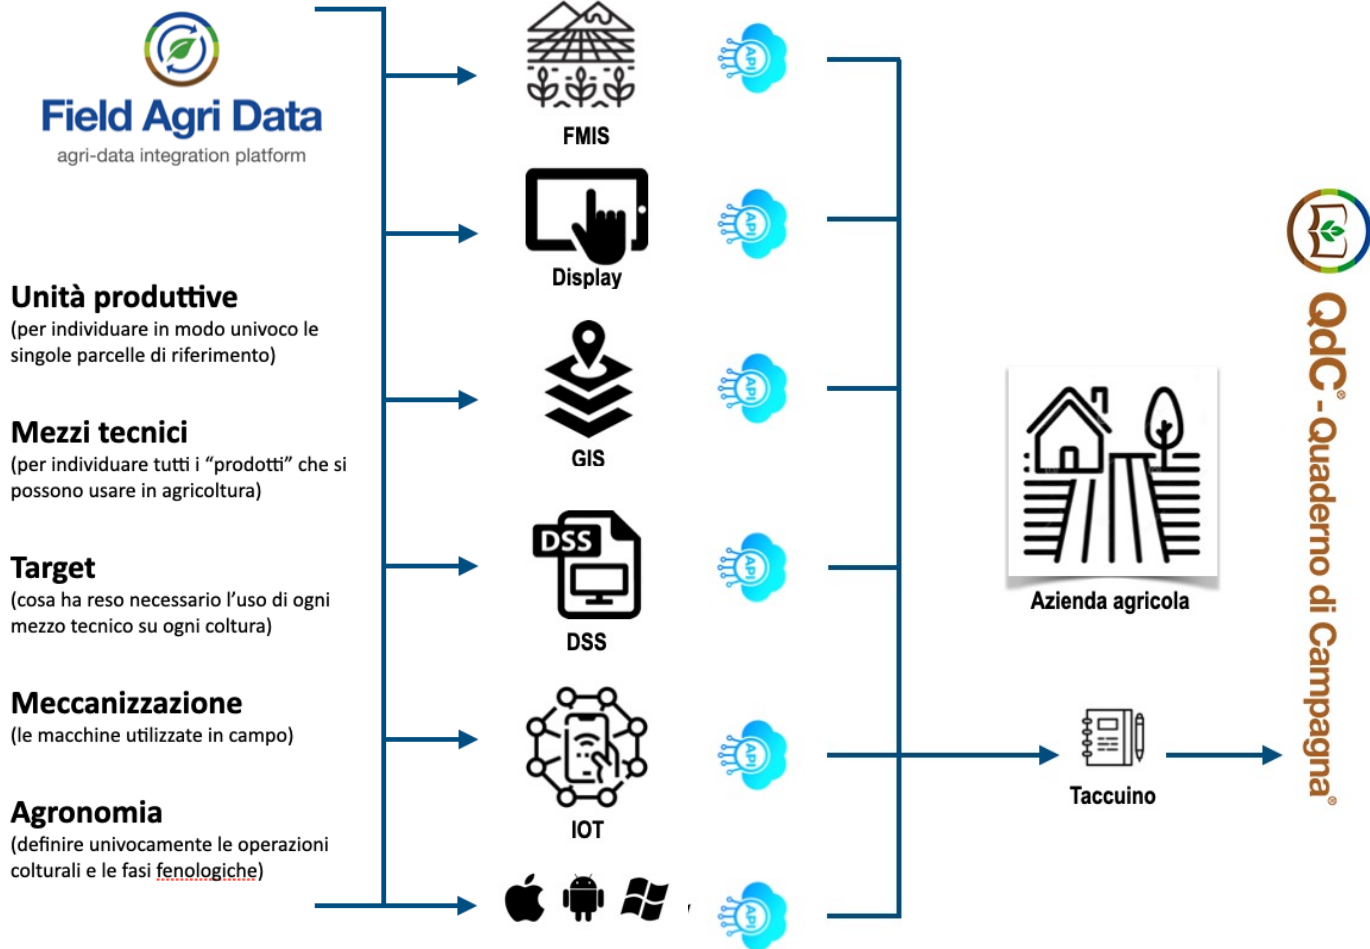 Field Agri Data
agri-data integration platform
Unità produttive
(per individuare in modo univoco le
singole parcelle di riferimento)
Mezzi tecnici
(per individuare tutti i “prodotti” che si
possono usare in agricoltura)
Target
(cosa ha reso necessario l’uso di ogni
mezzo tecnico su ogni coltura)
Meccanizzazione
(le macchine utilizzate in campo)
Agronomia
(definire univocamente le operazioni
colturali e le fasi fenologiche)
FMIS
API
Display
API
GIS
API
DSS
DSS
API
IOT
API
API
Azienda agricola
Taccuino
QdC® - Quaderno di Campagna®